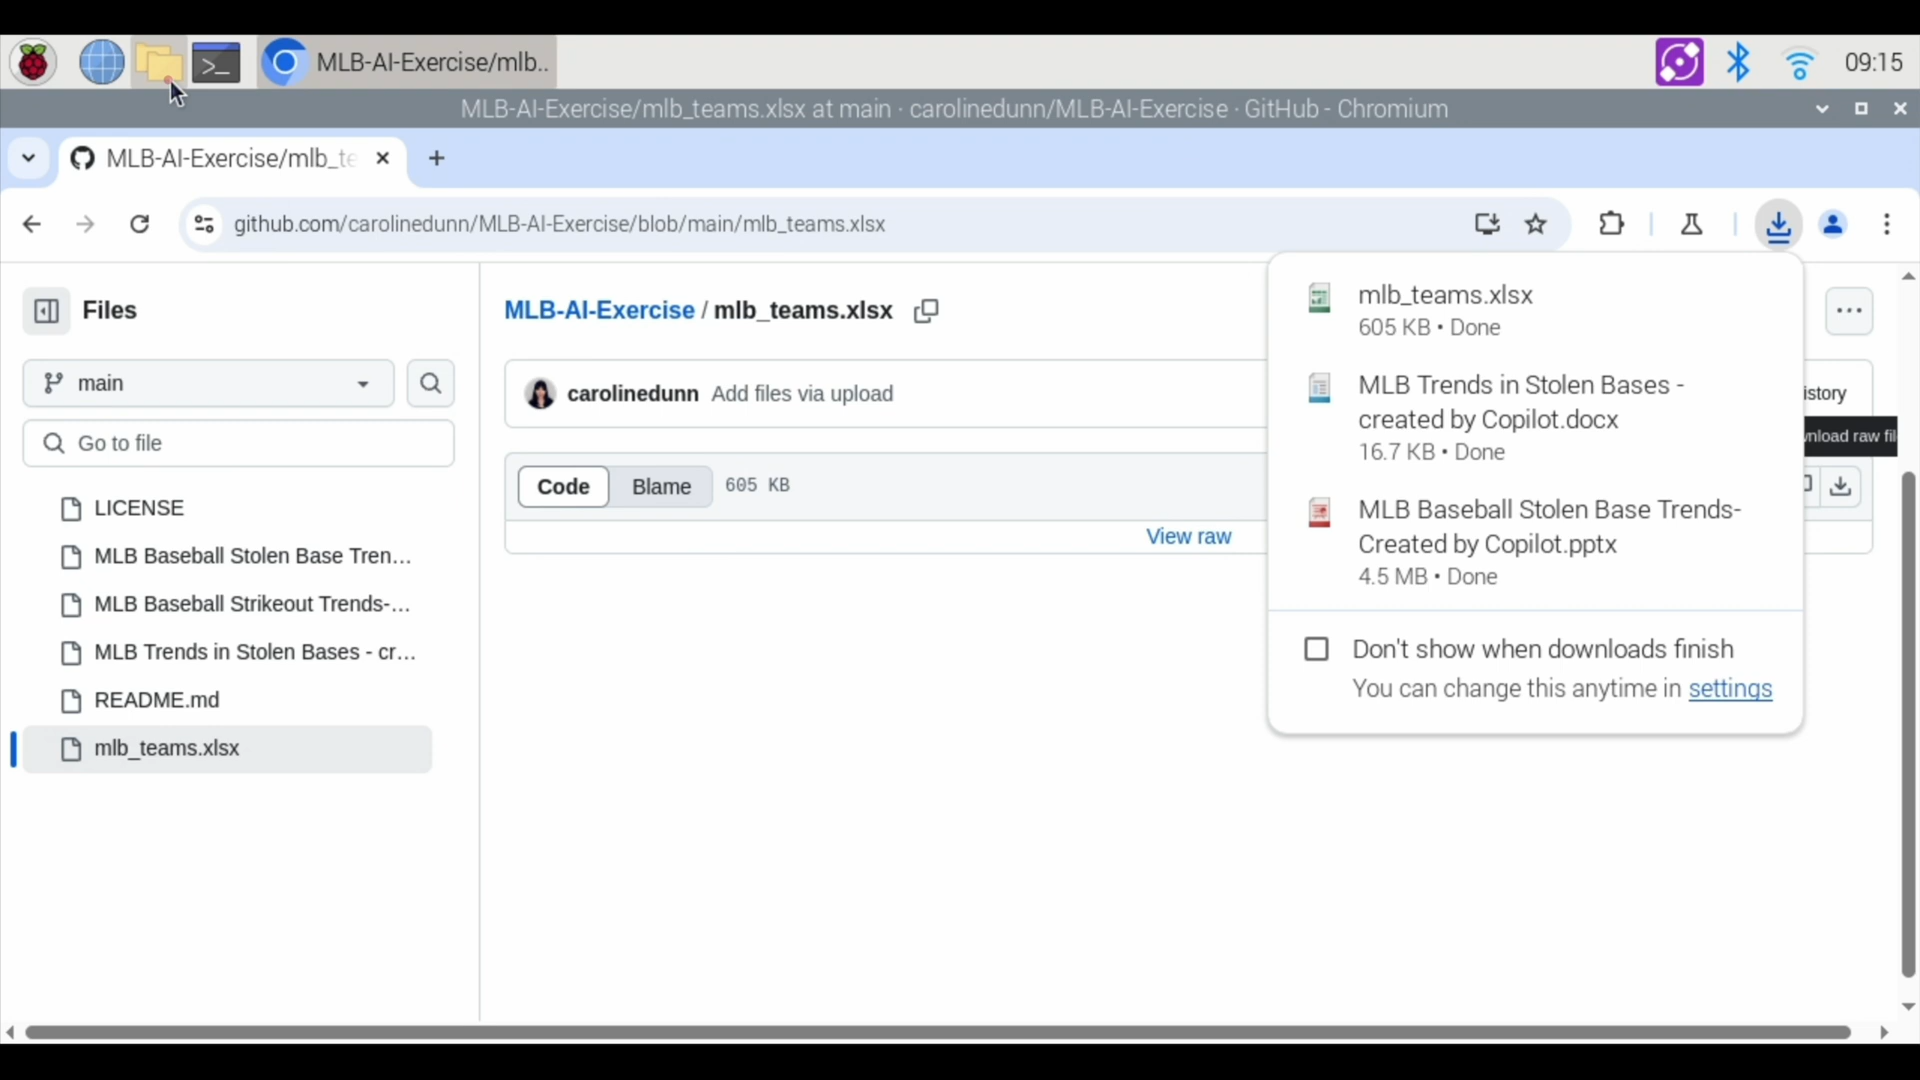 MLB-AI-Exercise/mlb..
09:15
MLB-AI-Exercise/mlb_teams.xlsx at main · carolinedunn/MLB-AI-Exercise · GitHub - Chromium
MLB-AI-Exercise/mlb_te
github.com/carolinedunn/MLB-AI-Exercise/blob/main/mlb_teams.xlsx
Files
main
Go to file
LICENSE
MLB Baseball Stolen Base Tren...
MLB Baseball Strikeout Trends-...
MLB Trends in Stolen Bases - cr...
README.md
mlb_teams.xlsx
MLB-AI-Exercise / mlb_teams.xlsx
carolinedunn Add files via upload
istory
Code Blame 605 KB
wnload raw fil
View raw
mlb_teams.xlsx
605 KB • Done
MLB Trends in Stolen Bases -
created by Copilot.docx
16.7 KB • Done
MLB Baseball Stolen Base Trends-
Created by Copilot.pptx
4.5 MB • Done
Don't show when downloads finish
You can change this anytime in settings